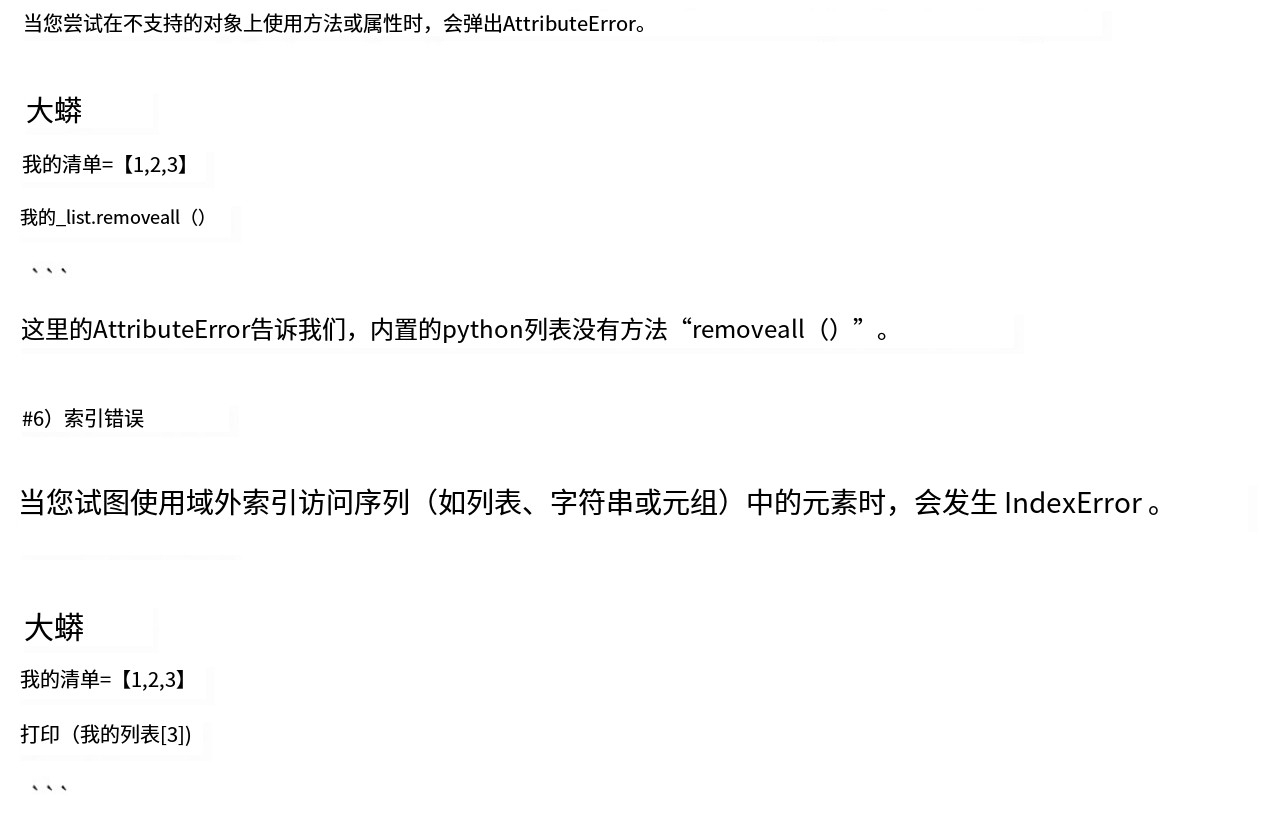 当您尝试在不支持的对象上使用方法或属性时，会弹出AttributeError。
大蟒
我的清单=【1,2,3】
我的_list.removeall（）
```
这里的AttributeError告诉我们，内置的python列表没有方法“removeall（）”。
#6）索引错误
当您试图使用域外索引访问序列（如列表、字符串或元组）中的元素时，会发生 IndexError 。
大蟒
我的清单=【1,2,3】
打印（我的列表[3])
```